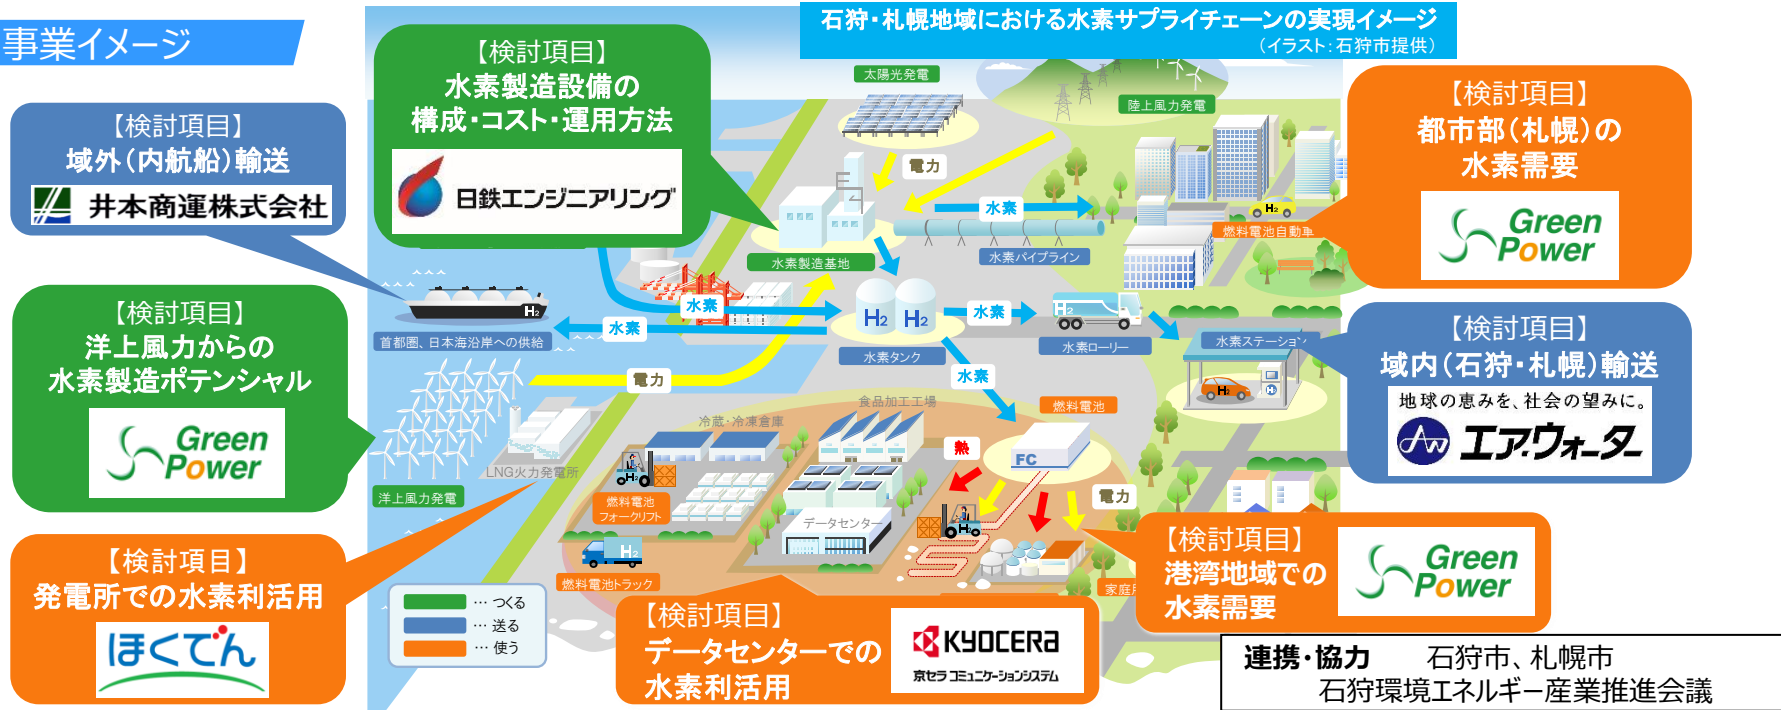 事業イメージ
石狩・札幌地域における水素サプライチェーンの実現イメージ
(イラスト:石狩市提供)
【検討項目】
水素製造設備の
構成・コスト・運用方法
日鉄エンジニアリング
【検討項目】
域外(内航船)輸送
井本商運株式会社
【検討項目】
洋上風力からの
水素製造ポテンシャル
Green
Power
【検討項目】
発電所での水素利活用
ほくでん
【検討項目】
都市部(札幌)の
水素需要
Green
Power
【検討項目】
域内(石狩・札幌)輸送
地球の恵みを、社会の望みに。
AW エア・ウォーター
【検討項目】
港湾地域での
水素需要
Green
Power
【検討項目】
データセンターでの
水素利活用
KYOCERA
京セラ コミュニケーションシステム
太陽光発電
陸上風力発電
電力
水素
水素パイプライン
水素製造基地
燃料電池自動車
H2
水素
水素
H2
首都圏、日本海沿岸への供給
H2 H2
水素タンク
水素
H2
水素ローリー
水素ステーション
H2
H2
電力
水素
燃料電池
FC
熱
電力
食品加工工場
冷蔵・冷凍倉庫
LNG火力発電所
洋上風力発電
H2
燃料電池
フォークリフト
データセンター
H2
H2
燃料電池トラック
… つくる
… 送る
… 使う
連携・協力 石狩市、札幌市
石狩環境エネルギー産業推進会議